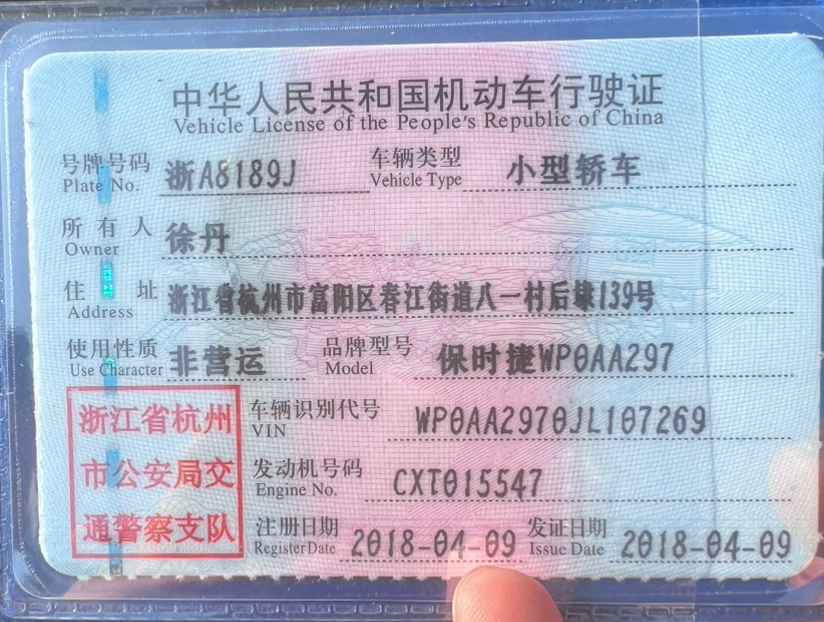 中华人民共和国机动车行驶证
Vehicle License of the People's Republic of China
号牌号码 浙A8189J 车辆类型 小型轿车
Plate No. Vehicle Type
所有人 徐丹
Owner
住址 浙江省杭州市富阳区春江街道八一村后埭139号
Address
使用性质 非营运 品牌型号 保时捷WP0AA297
Use Character Model
浙江省杭州 车辆识别代号 WP0AA2970JL107269
VIN
市公安局交 发动机号码 CXT015547
Engine No.
通警察支队 注册日期 2018-04-09 发证日期 2018-04-09
Register Date Issue Date